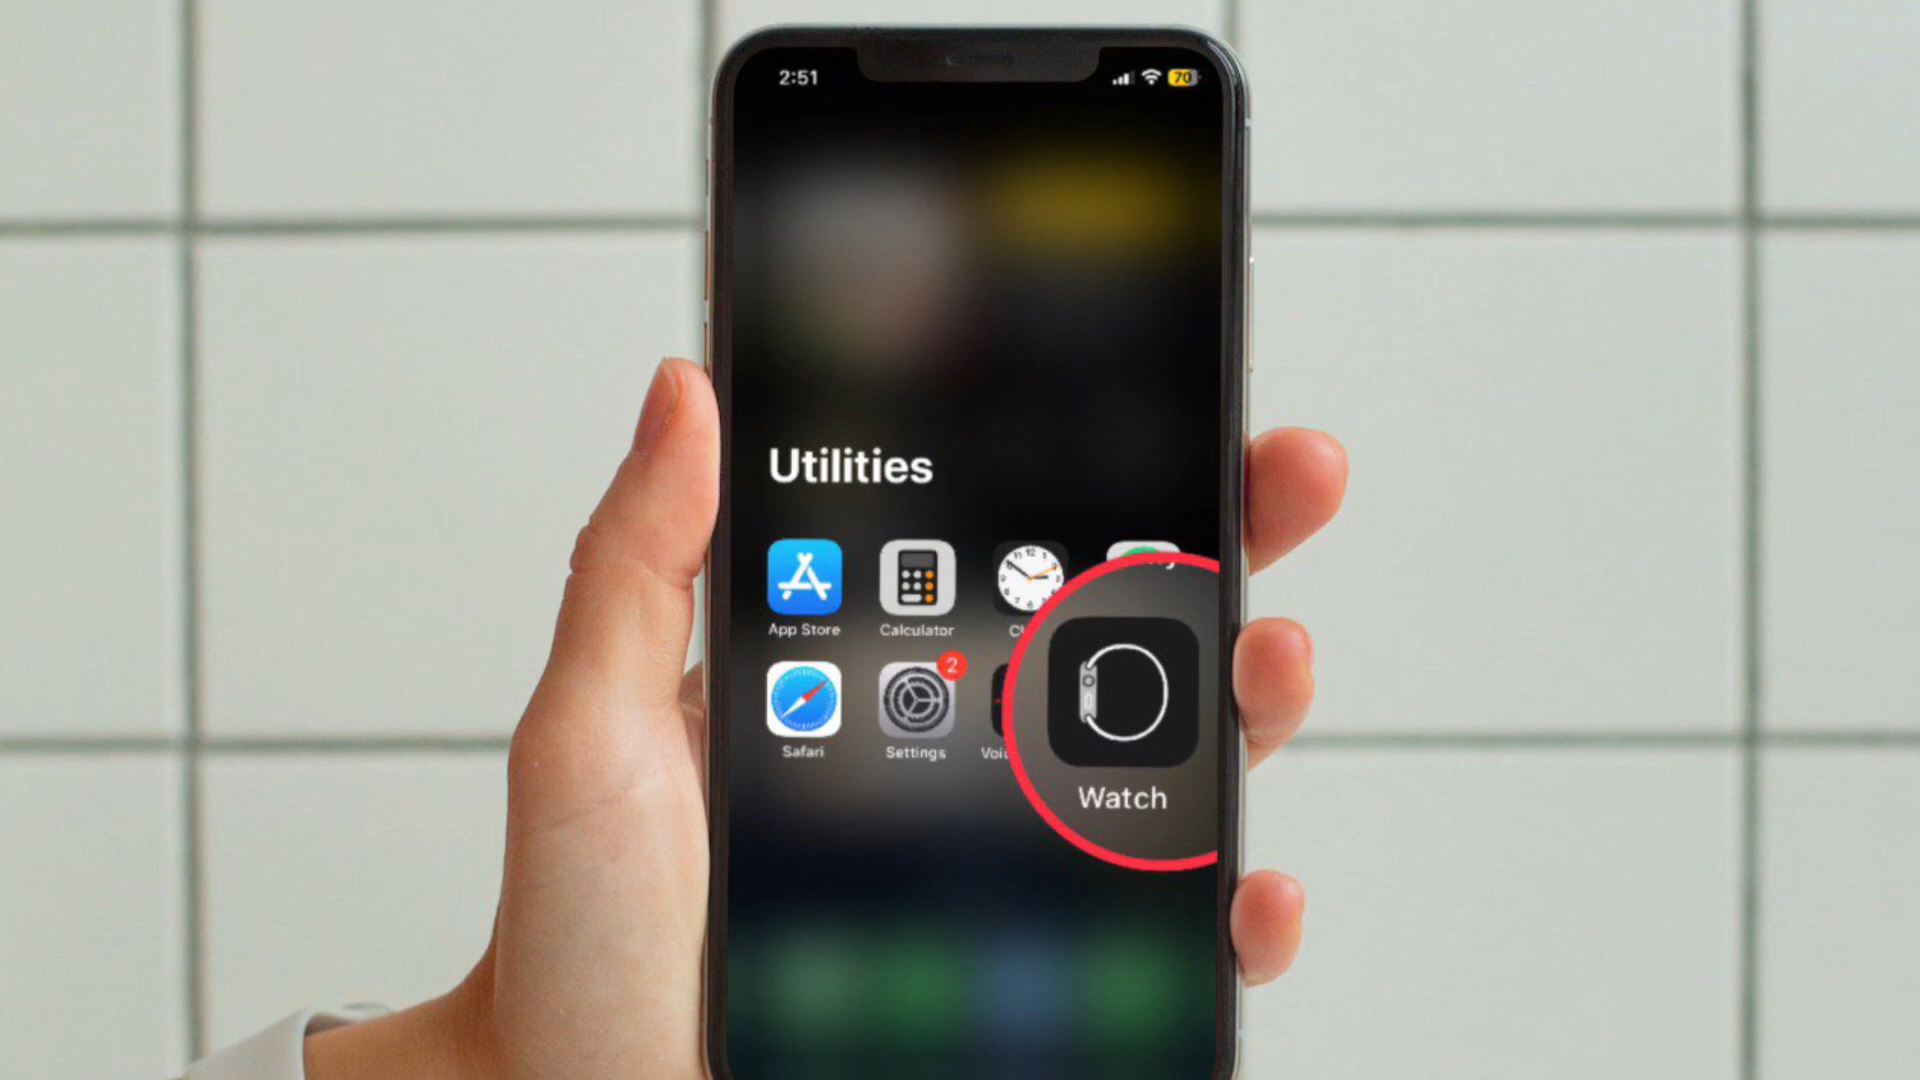 2:51
70
Utilities
App Store
Calculator
Safari
Settings
2
Watch